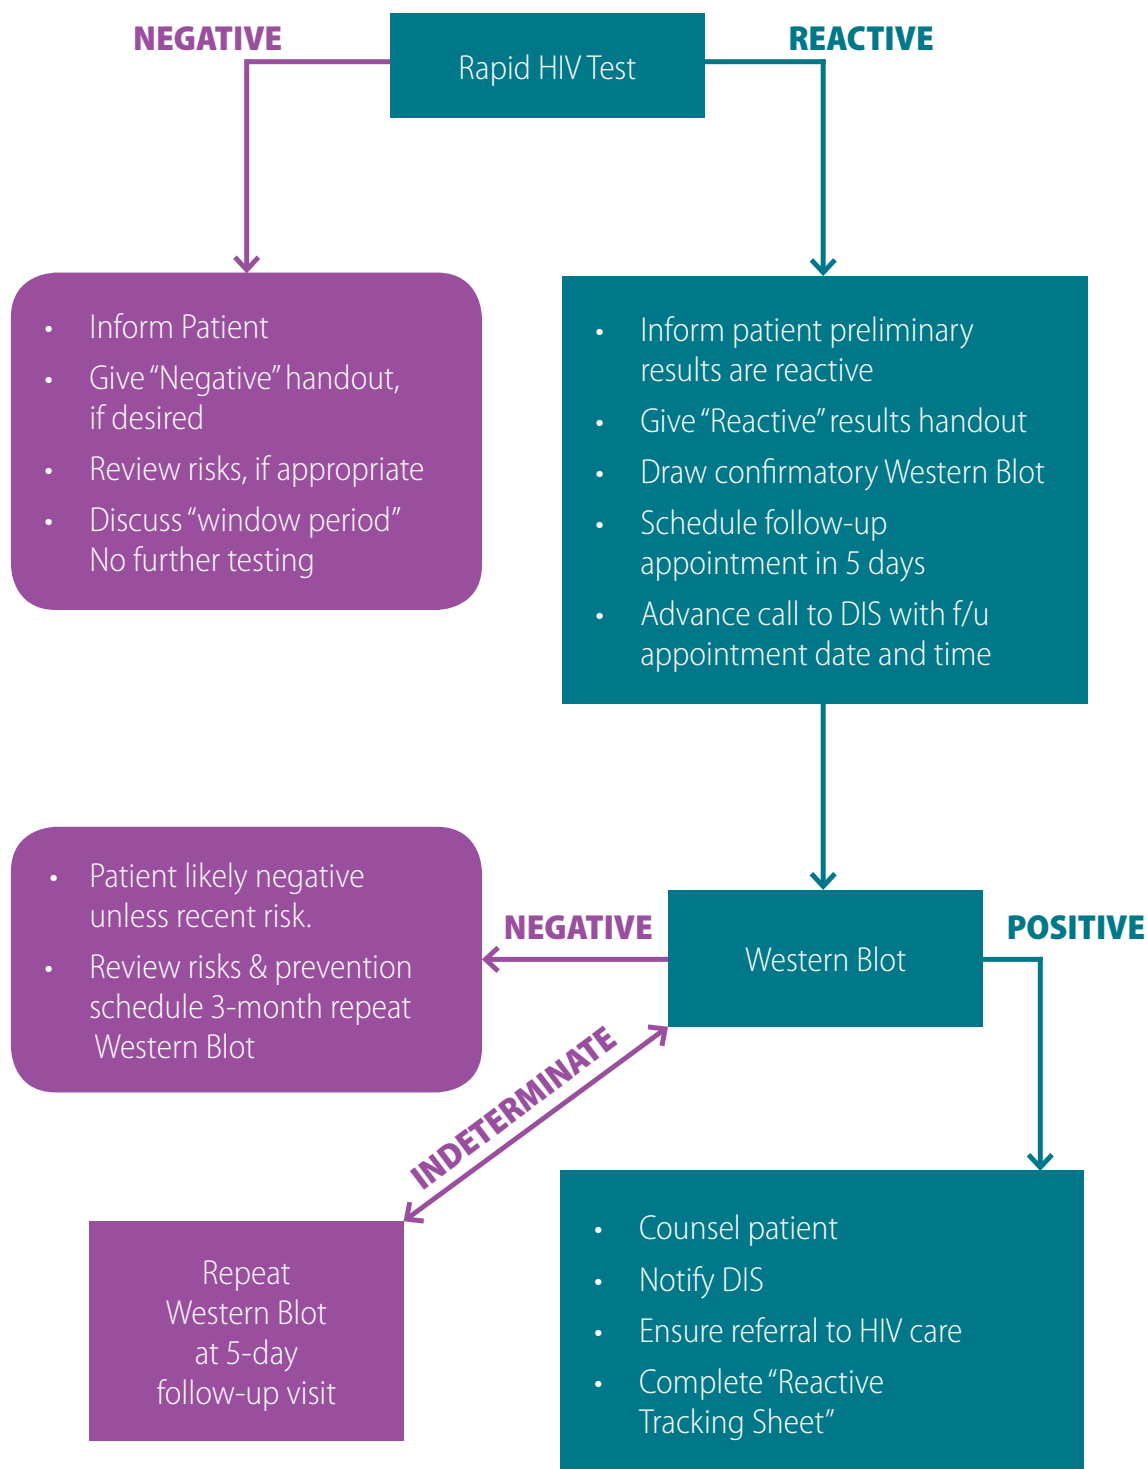 NEGATIVE
REACTIVE
Rapid HIV Test
• Inform Patient
• Give “Negative” handout,
if desired
• Review risks, if appropriate
• Discuss “window period”
No further testing
• Inform patient preliminary
results are reactive
• Give “Reactive” results handout
• Draw confirmatory Western Blot
• Schedule follow-up
appointment in 5 days
• Advance call to DIS with f/u
appointment date and time
• Patient likely negative
unless recent risk.
• Review risks & prevention
schedule 3-month repeat
Western Blot
NEGATIVE
Western Blot
POSITIVE
INDETERMINATE
Repeat
Western Blot
at 5-day
follow-up visit
• Counsel patient
• Notify DIS
• Ensure referral to HIV care
• Complete “Reactive
Tracking Sheet”